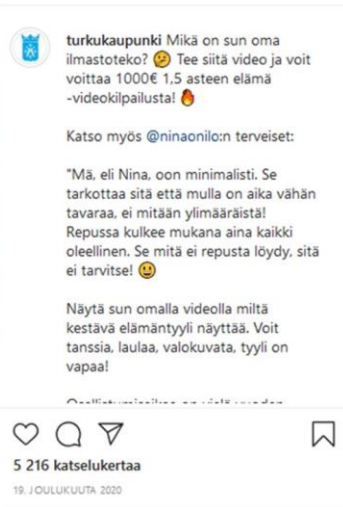 turkukaupunki Mikä on sun oma
ilmastoteko? 🤔 Tee siitä video ja voit
voittaa 1000€ 1,5 asteen elämä
-videokilpailusta! 🔥
Katso myös @ninaonilo:n terveiset:
"Mä, eli Nina, oon minimalisti. Se
tarkottaa sitä että mulla on aika vähän
tavaraa, ei mitään ylimääräistä!
Repussa kulkee mukana aina kaikki
oleellinen. Se mitä ei repusta löydy, sitä
ei tarvitse! 😀
Näytä sun omalla videolla miltä
kestävä elämäntyyli näyttää. Voit
tanssia, laulaa, valokuvata, tyyli on
vapaa!
5 216 katselukertaa
19. JOULUKUUTA 2020